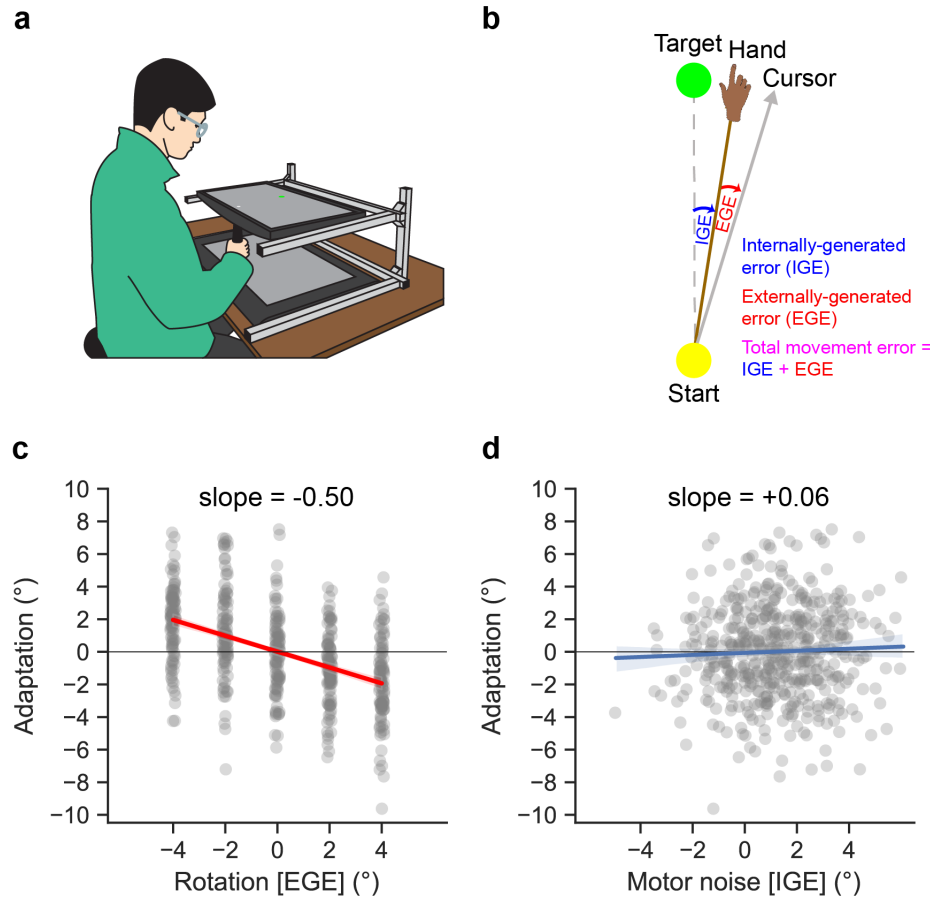 a
b
Target
Hand
Cursor
IGE
EGE
Internally-generated
error (IGE)
Externally-generated
error (EGE)
Total movement error =
IGE + EGE
Start
c
slope = -0.50
10
8
6
4
2
0
−2
−4
−6
−8
−10
Adaptation (°)
−4
−2
0
2
4
Rotation [EGE] (°)
d
slope = +0.06
10
8
6
4
2
0
−2
−4
−6
−8
−10
Adaptation (°)
−4
−2
0
2
4
Motor noise [IGE] (°)